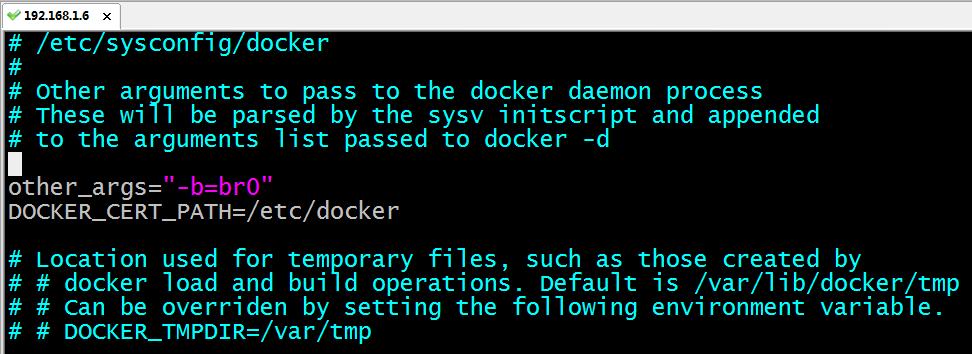 192.168.1.6
# /etc/sysconfig/docker
#
# Other arguments to pass to the docker daemon process
# These will be parsed by the sysv initscript and appended
# to the arguments list passed to docker -d
other_args="-b=br0"
DOCKER_CERT_PATH=/etc/docker
# Location used for temporary files, such as those created by
# # docker load and build operations. Default is /var/lib/docker/tmp
# # Can be overriden by setting the following environment variable.
# # DOCKER_TMPDIR=/var/tmp